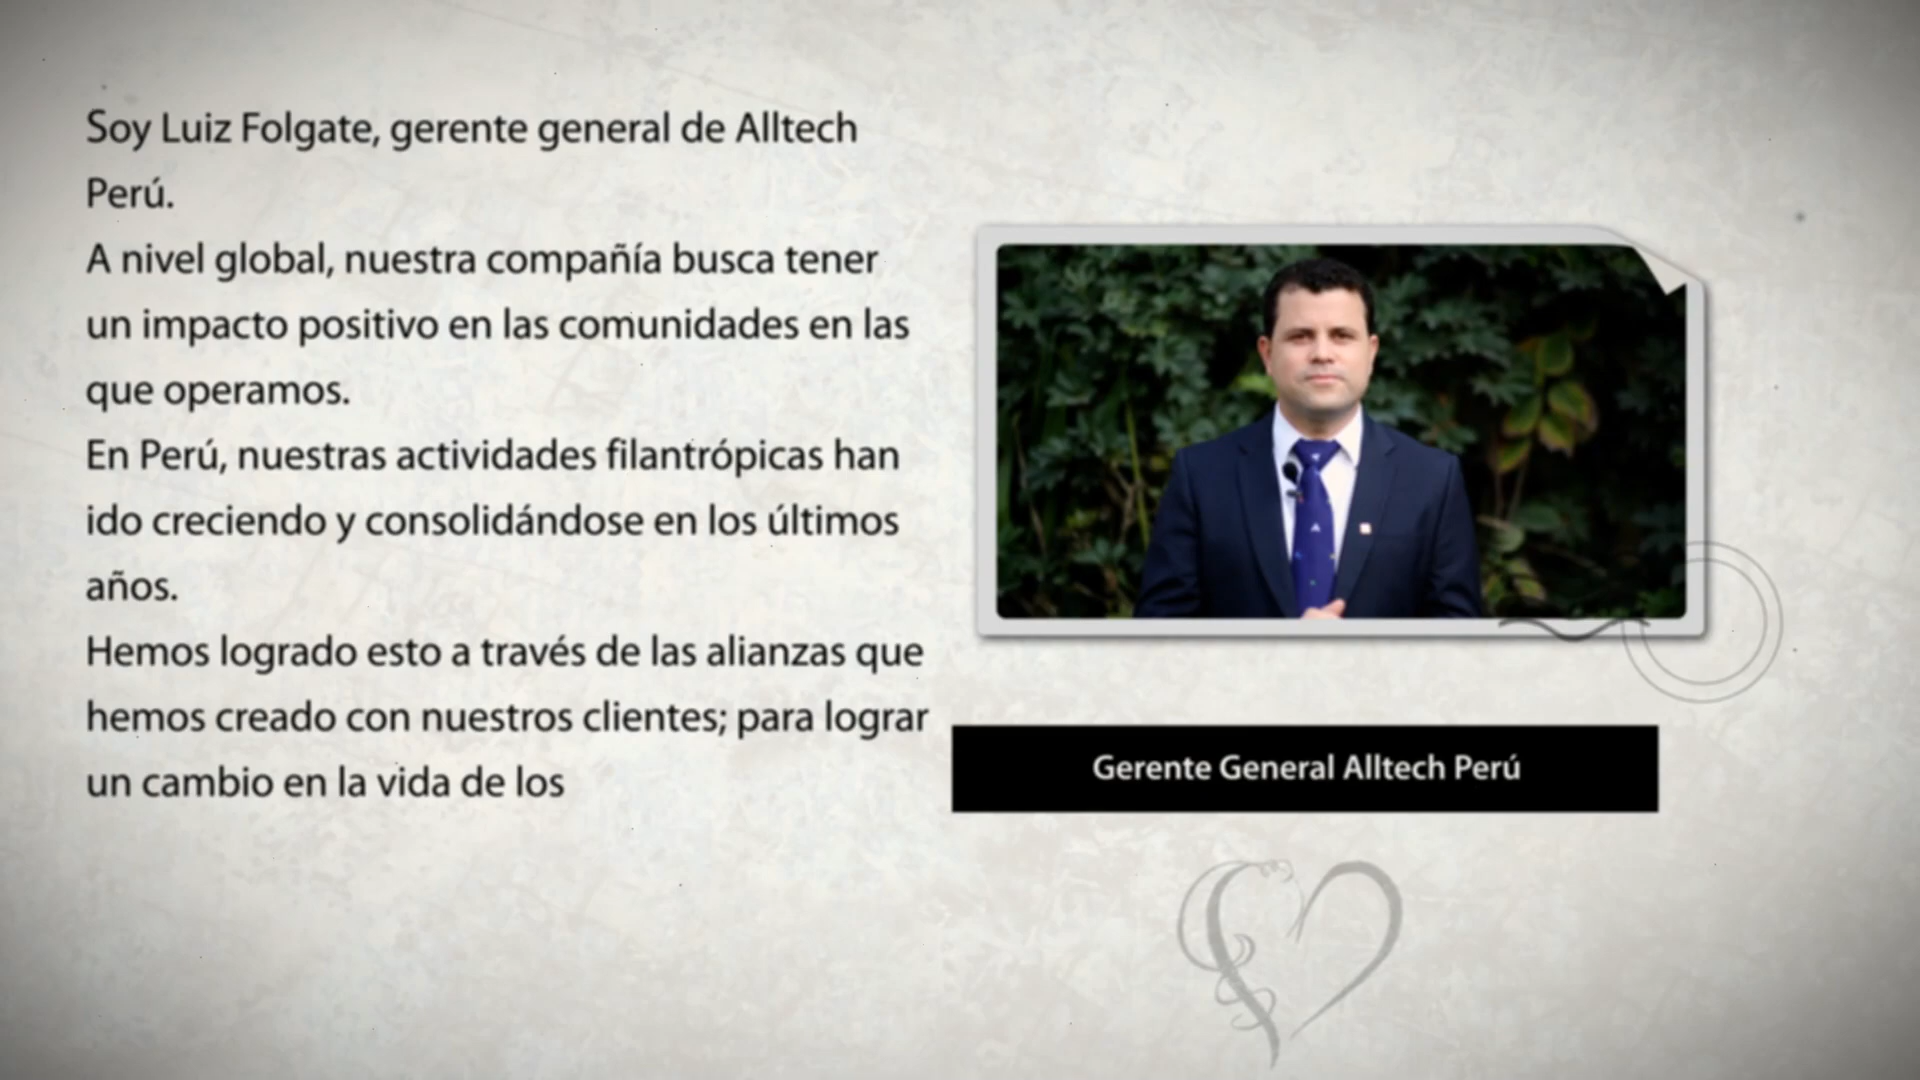 Soy Luiz Folgate, gerente general de Alltech
Perú.
A nivel global, nuestra compañía busca tener
un impacto positivo en las comunidades en las
que operamos.
En Perú, nuestras actividades filantrópicas han
ido creciendo y consolidándose en los últimos
años.
Hemos logrado esto a través de las alianzas que
hemos creado con nuestros clientes; para lograr
un cambio en la vida de los
Gerente General Alltech Perú